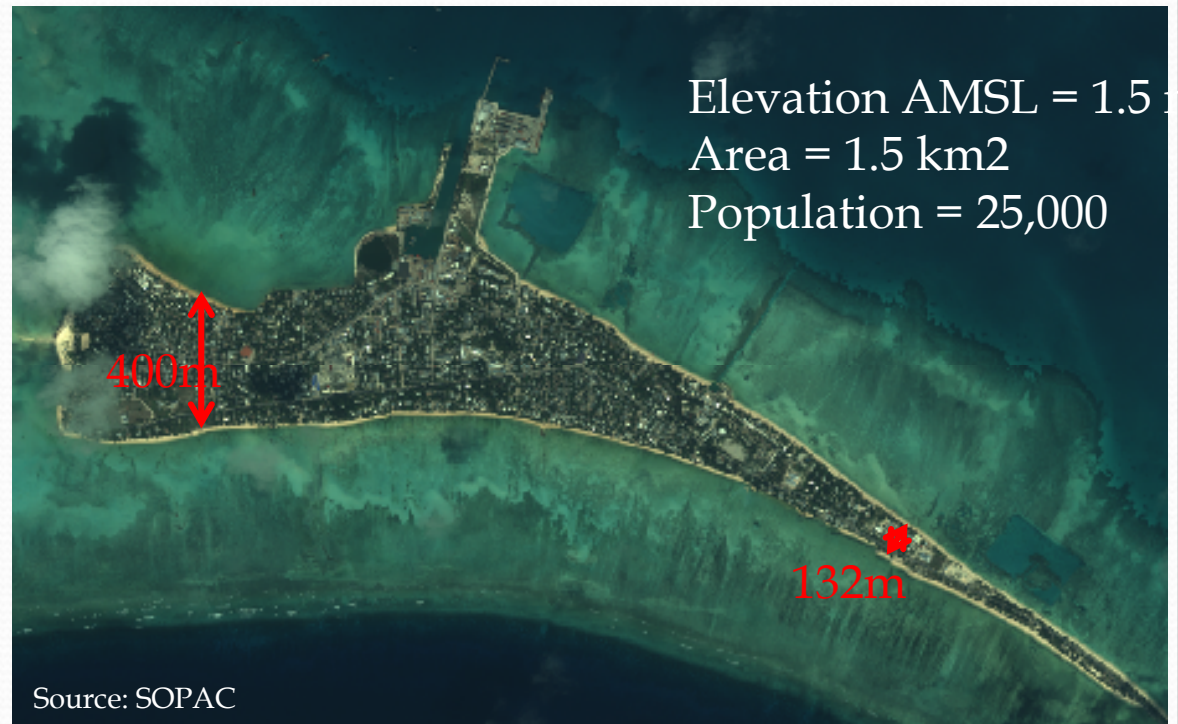 Elevation AMSL = 1.5
Area = 1.5 km2
Population = 25,000
400m
132m
Source: SOPAC